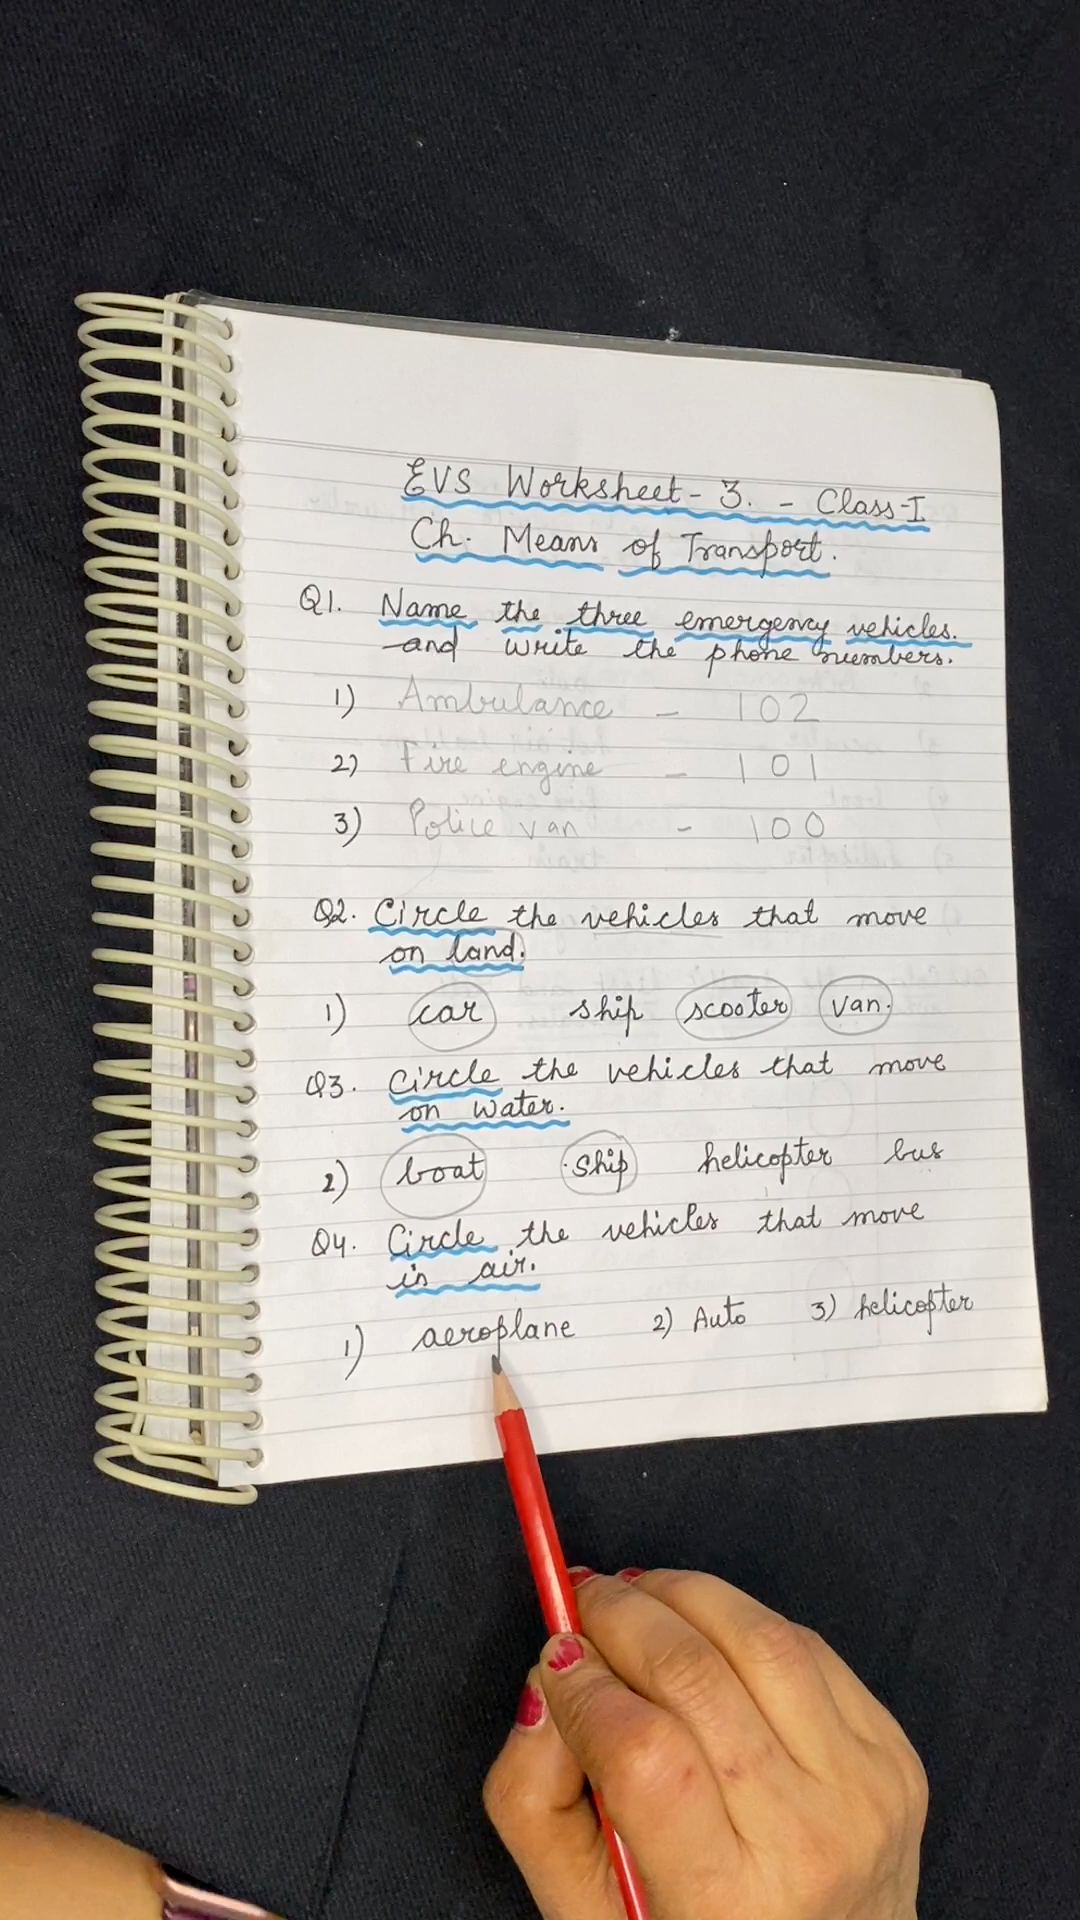 EVS Worksheet - 3. - Class-I
Ch. Means of Transport.
Q1. Name the three emergency vehicles.
and write the phone numbers.
1) Ambulance - 102
2) Fire engine - 101
3) Police van - 100
Q2. Circle the vehicles that move
on land.
1) car ship scooter van.
Q3. Circle the vehicles that move
on water.
2) boat ship helicopter bus
Q4. Circle the vehicles that move
in air.
1) aeroplane 2) Auto 3) helicopter